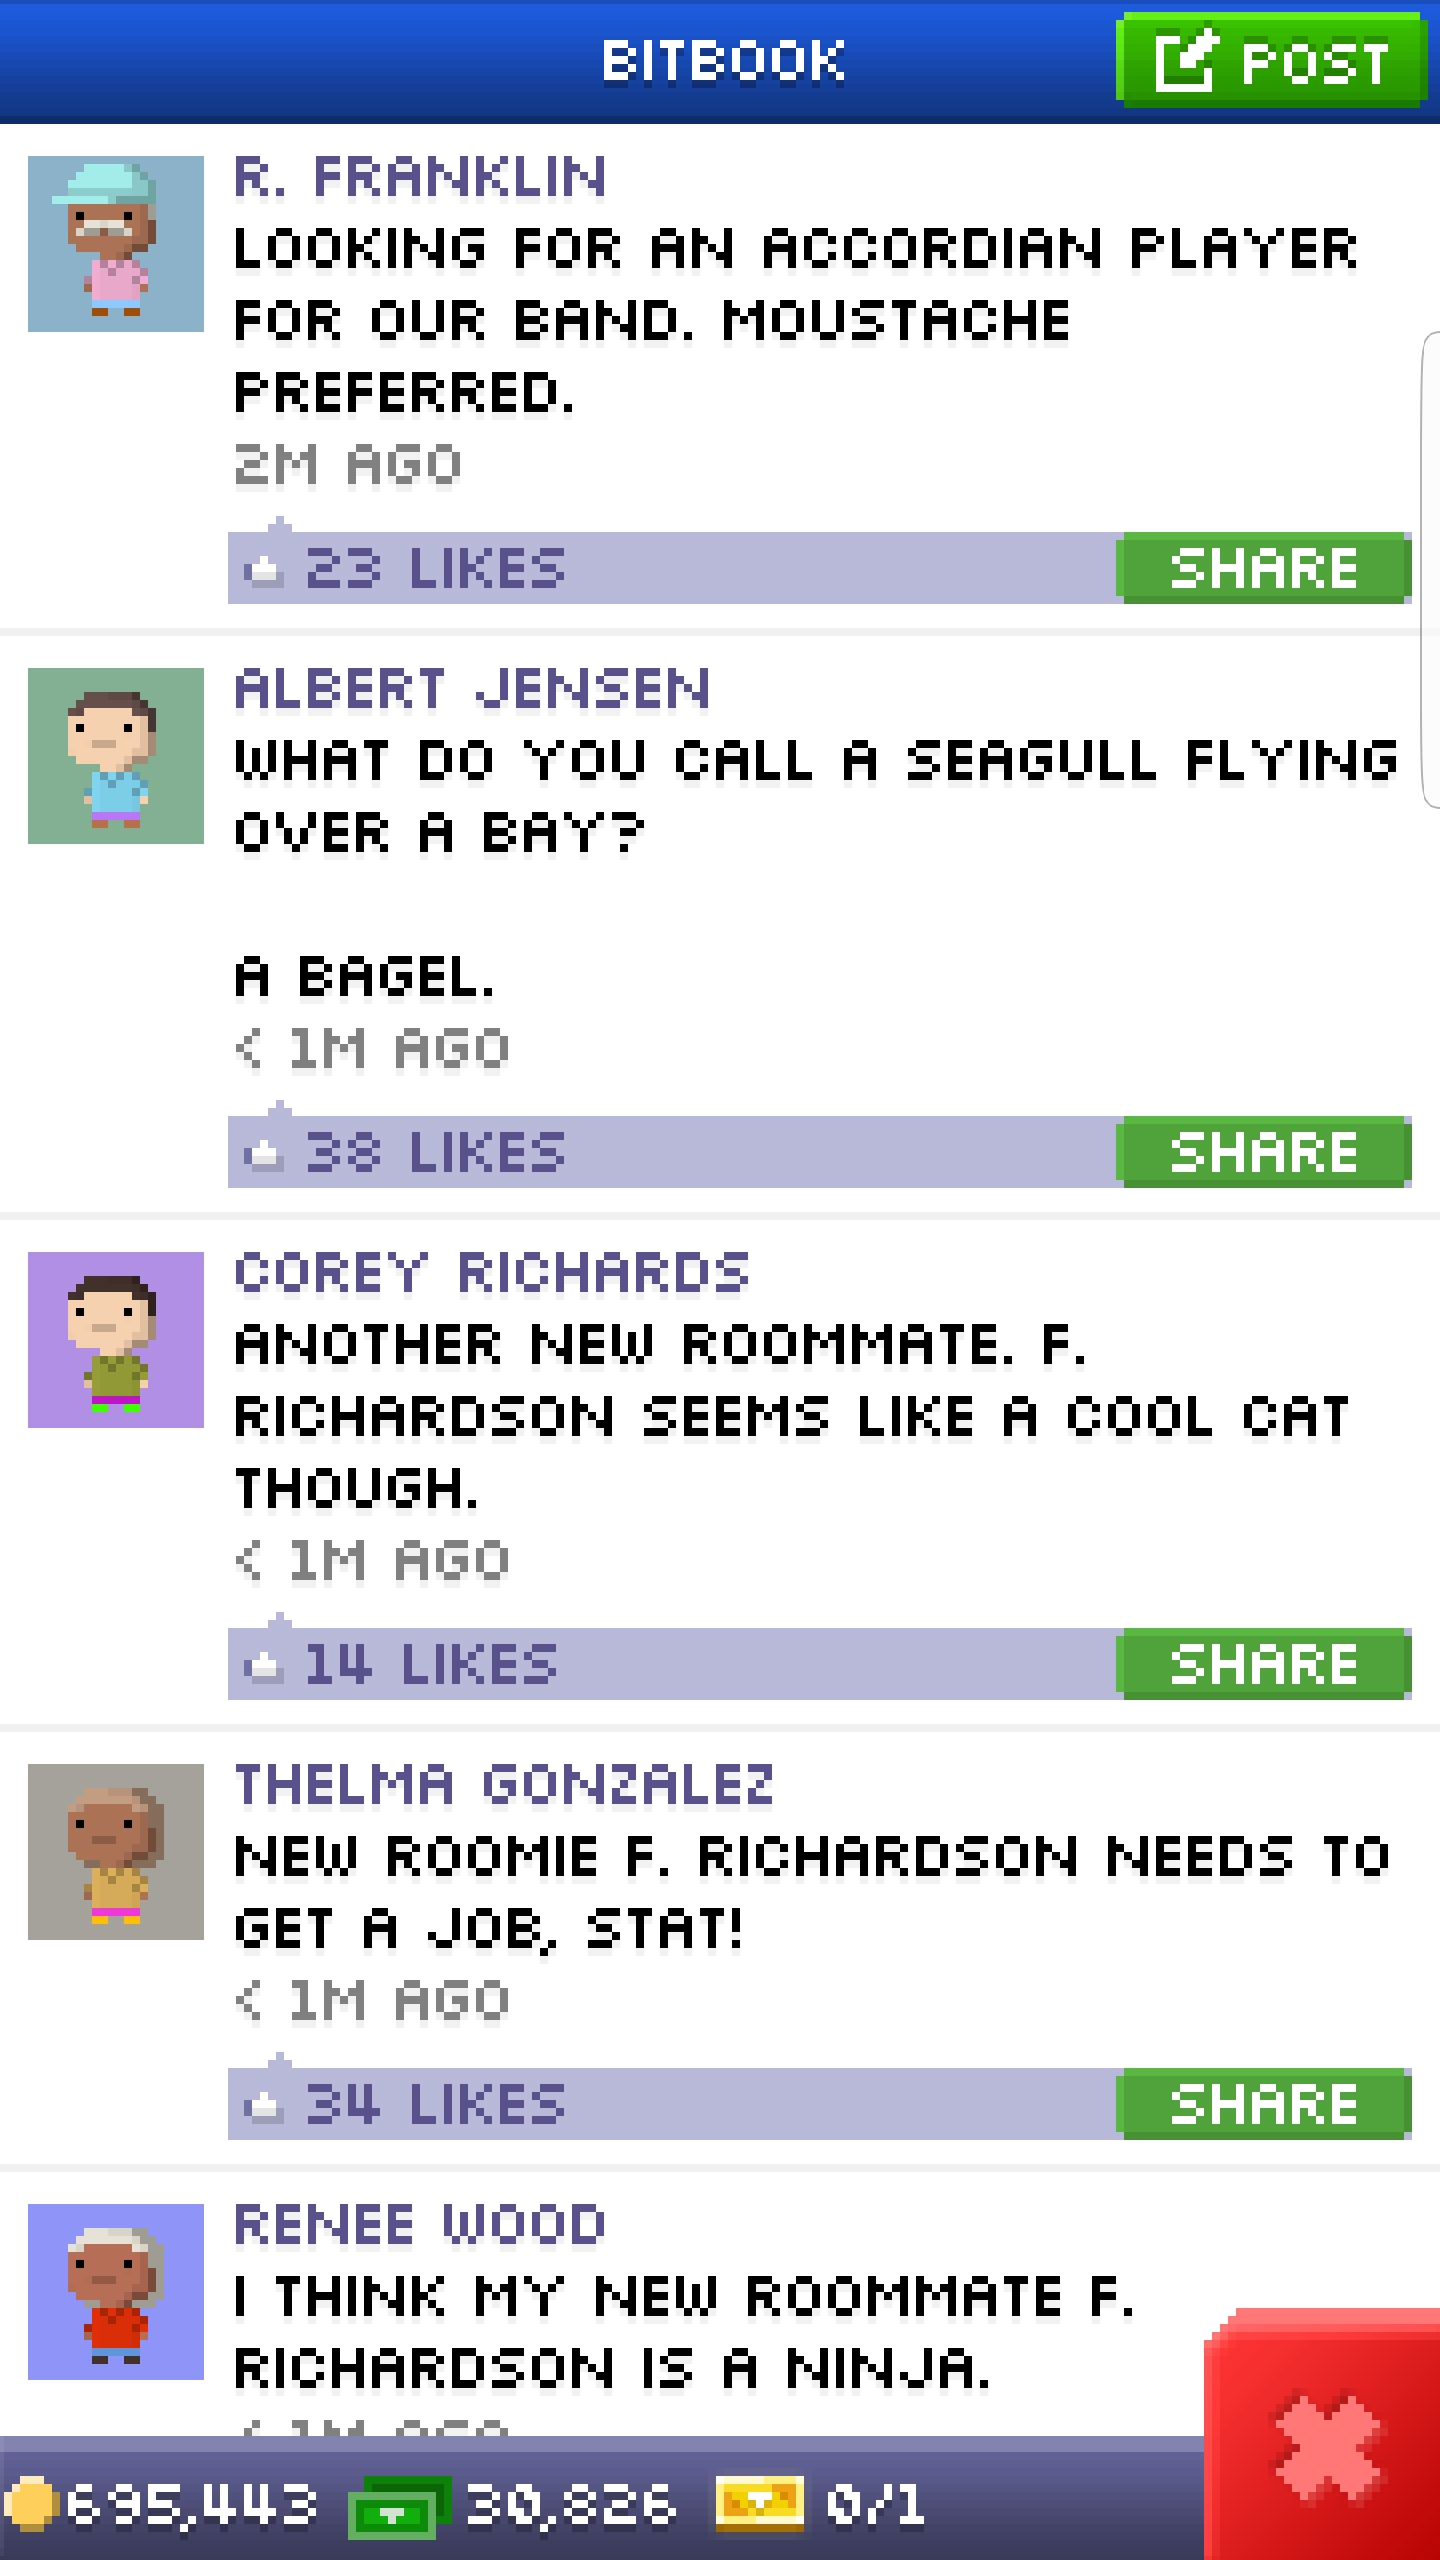 BITBOOK
POST
R. FRANKLIN
LOOKING FOR AN ACCORDIAN PLAYER
FOR OUR BAND. MOUSTACHE
PREFERRED.
2M AGO
23 LIKES
SHARE
ALBERT JENSEN
WHAT DO YOU CALL A SEAGULL FLYING
OVER A BAY?
A BAGEL.
< 1M AGO
38 LIKES
SHARE
COREY RICHARDS
ANOTHER NEW ROOMMATE. F.
RICHARDSON SEEMS LIKE A COOL CAT
THOUGH.
< 1M AGO
14 LIKES
SHARE
THELMA GONZALEZ
NEW ROOMIE F. RICHARDSON NEEDS TO
GET A JOB, STAT!
< 1M AGO
34 LIKES
SHARE
RENEE WOOD
I THINK MY NEW ROOMMATE F.
RICHARDSON IS A NINJA.
< 1M AGO
695,443 30,826 0/1